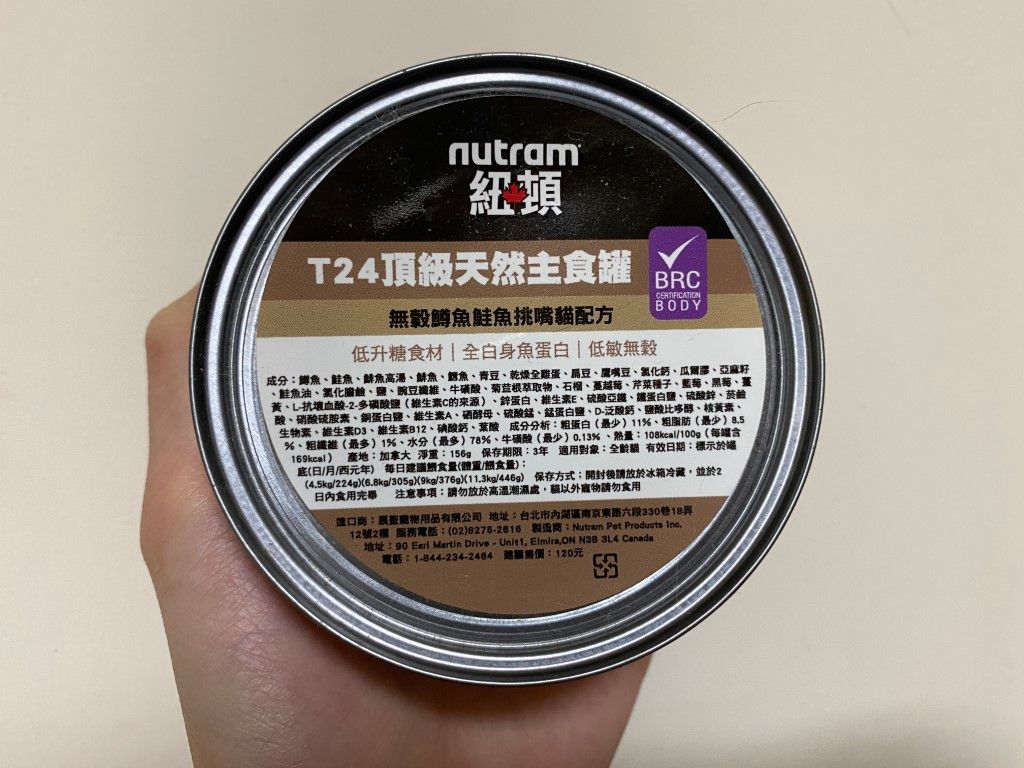 nutram
紐頓
T24頂級天然主食罐
BRC
CERTIFICATION
BODY
無穀鱒魚鮭魚挑嘴貓配方
低升糖食材｜全白身魚蛋白｜低敏無穀
成分：鱒魚、鮭魚、鯡魚高湯、鯡魚、鱈魚、青豆、乾燥全雞蛋、扁豆、鷹嘴豆、氯化鈣、瓜爾膠、亞麻籽
、鮭魚油、氯化膽鹼、鹽、豌豆纖維、牛磺酸、菊苣根萃取物、石榴、蔓越莓、芹菜種子、藍莓、黑莓、薑
黃、L-抗壞血酸-2-多磷酸鹽（維生素C的來源）、鋅蛋白、維生素E、硫酸亞鐵、鐵蛋白鹽、硫酸鋅、菸鹼
酸、硝酸硫胺素、銅蛋白鹽、維生素A、硒酵母、硫酸錳、錳蛋白鹽、D-泛酸鈣、鹽酸比哆醇、核黃素、
生物素、維生素D3、維生素B12、碘酸鈣、葉酸 成分分析：粗蛋白（最少）11%、粗脂肪（最少）8.5
%、粗纖維（最多）1%、水分（最多）78%、牛磺酸（最少）0.13% 、熱量：108kcal/100g（每罐含
169kcal） 產地：加拿大 淨重：156g 保存期限：3年 適用對象：全齡貓 有效日期：標示於罐
底(日/月/西元年) 每日建議餵食量(體重/餵食量)：
(4.5kg/224g)(6.8kg/305g)(9kg/376g)(11.3kg/446g) 保存方式：開封後請放於冰箱冷藏，並於2
日內食用完畢 注意事項：請勿放於高溫潮濕處，貓以外寵物請勿食用
進口商：展聖寵物用品有限公司 地址：台北市內湖區南京東路六段330巷18弄
12號2樓 服務電話：(02)8275-2616 製造商：Nutram Pet Products Inc.
地址：90 Earl Martin Drive - Unit1, Elmira,ON N3B 3L4 Canada
電話：1-844-234-2464 建議售價：120元